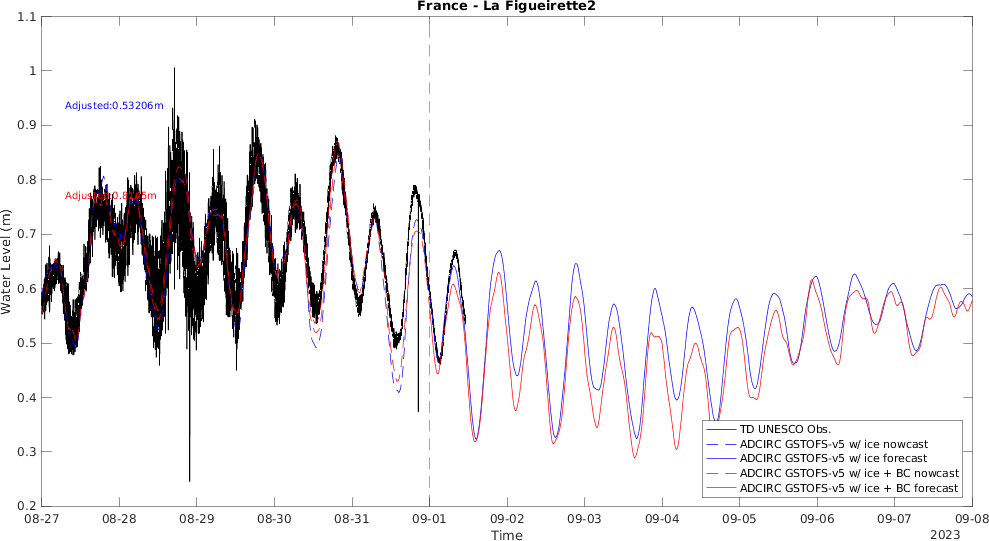 France - La Figueirette2
1.1
1
0.9
0.8
0.7
0.6
0.5
0.4
0.3
0.2
Water Level (m)
Adjusted:0.53206m
TD UNESCO Obs.
ADCIRC GSTOFS-v5 w/ ice nowcast
ADCIRC GSTOFS-v5 w/ ice forecast
ADCIRC GSTOFS-v5 w/ ice + BC nowcast
ADCIRC GSTOFS-v5 w/ ice + BC forecast
08-27 08-28 08-29 08-30 08-31 09-01 09-02 09-03 09-04 09-05 09-06 09-07 09-08
Time
2023